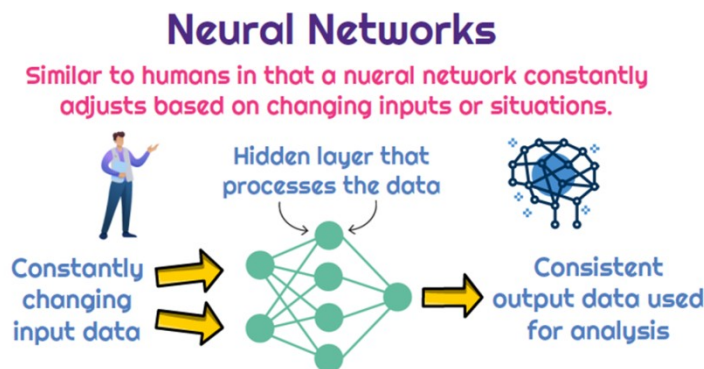 Neural Networks
Similar to humans in that a nueral network constantly
adjusts based on changing inputs or situations.
Hidden layer that
processes the data
Constantly
changing
input data
Consistent
output data used
for analysis